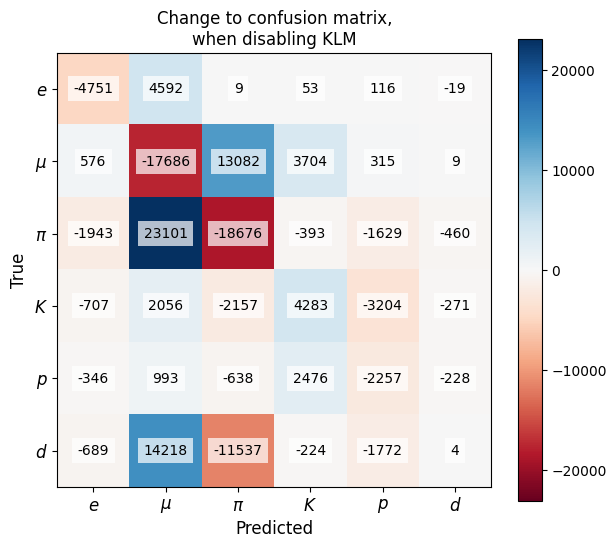 Change to confusion matrix,
when disabling KLM
e -4751 4592 9 53 116 -19
μ 576 -17686 13082 3704 315 9
π -1943 23101 -18676 -393 -1629 -460
K -707 2056 -2157 4283 -3204 -271
p -346 993 -638 2476 -2257 -228
d -689 14218 -11537 -224 -1772 4
e μ π K p d
Predicted
True
20000
10000
0
−10000
−20000